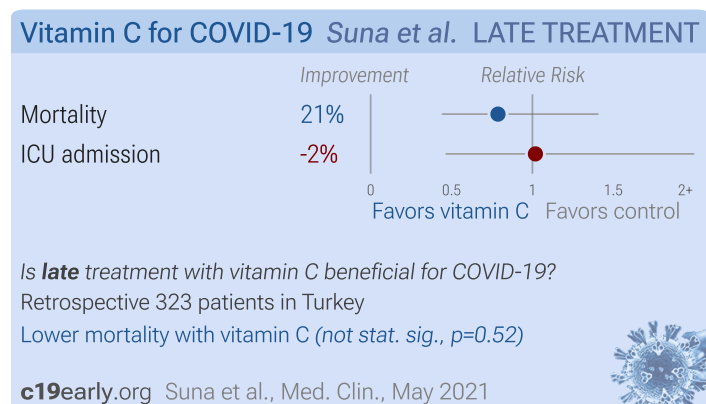 Vitamin C for COVID-19 Suna et al. LATE TREATMENT
Improvement Relative Risk
Mortality 21%
ICU admission -2%
0 0.5 1 1.5 2+
Favors vitamin C Favors control
Is late treatment with vitamin C beneficial for COVID-19?
Retrospective 323 patients in Turkey
Lower mortality with vitamin C (not stat. sig., p=0.52)
c19early.org Suna et al., Med. Clin., May 2021